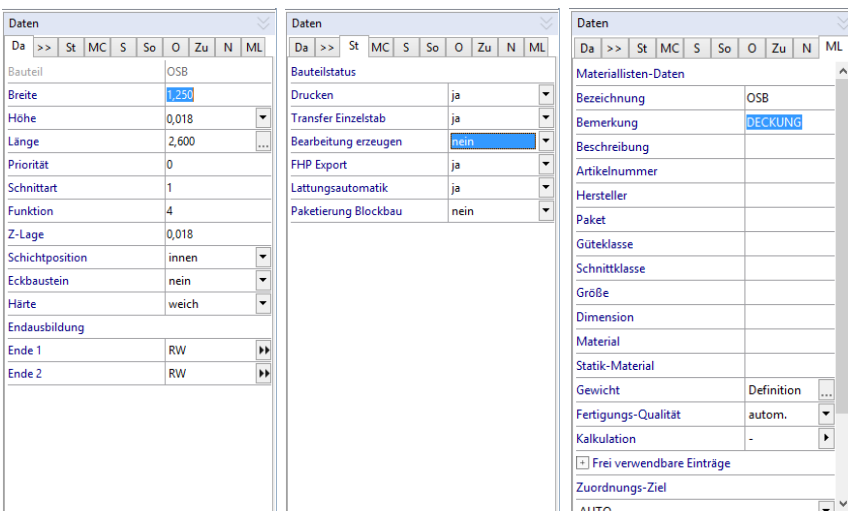 Daten
Da >> St MC S So O Zu N ML
Bauteil OSB
Breite 1,250
Höhe 0,018
Länge 2,600 ...
Priorität 0
Schnittart 1
Funktion 4
Z-Lage 0,018
Schichtposition innen
Eckbaustein nein
Härte weich
Endausbildung
Ende 1 RW
Ende 2 RW
Daten
Da >> St MC S So O Zu N ML
Bauteilstatus
Drucken ja
Transfer Einzelstab ja
Bearbeitung erzeugen nein
FHP Export ja
Lattungsautomatik ja
Paketierung Blockbau nein
Daten
Da >> St MC S So O Zu N ML
Materiallisten-Daten
Bezeichnung OSB
Bemerkung DECKUNG
Beschreibung
Artikelnummer
Hersteller
Paket
Güteklasse
Schnittklasse
Größe
Dimension
Material
Statik-Material
Gewicht Definition ...
Fertigungs-Qualität autom.
Kalkulation -
+ Frei verwendbare Einträge
Zuordnungs-Ziel
AUTO